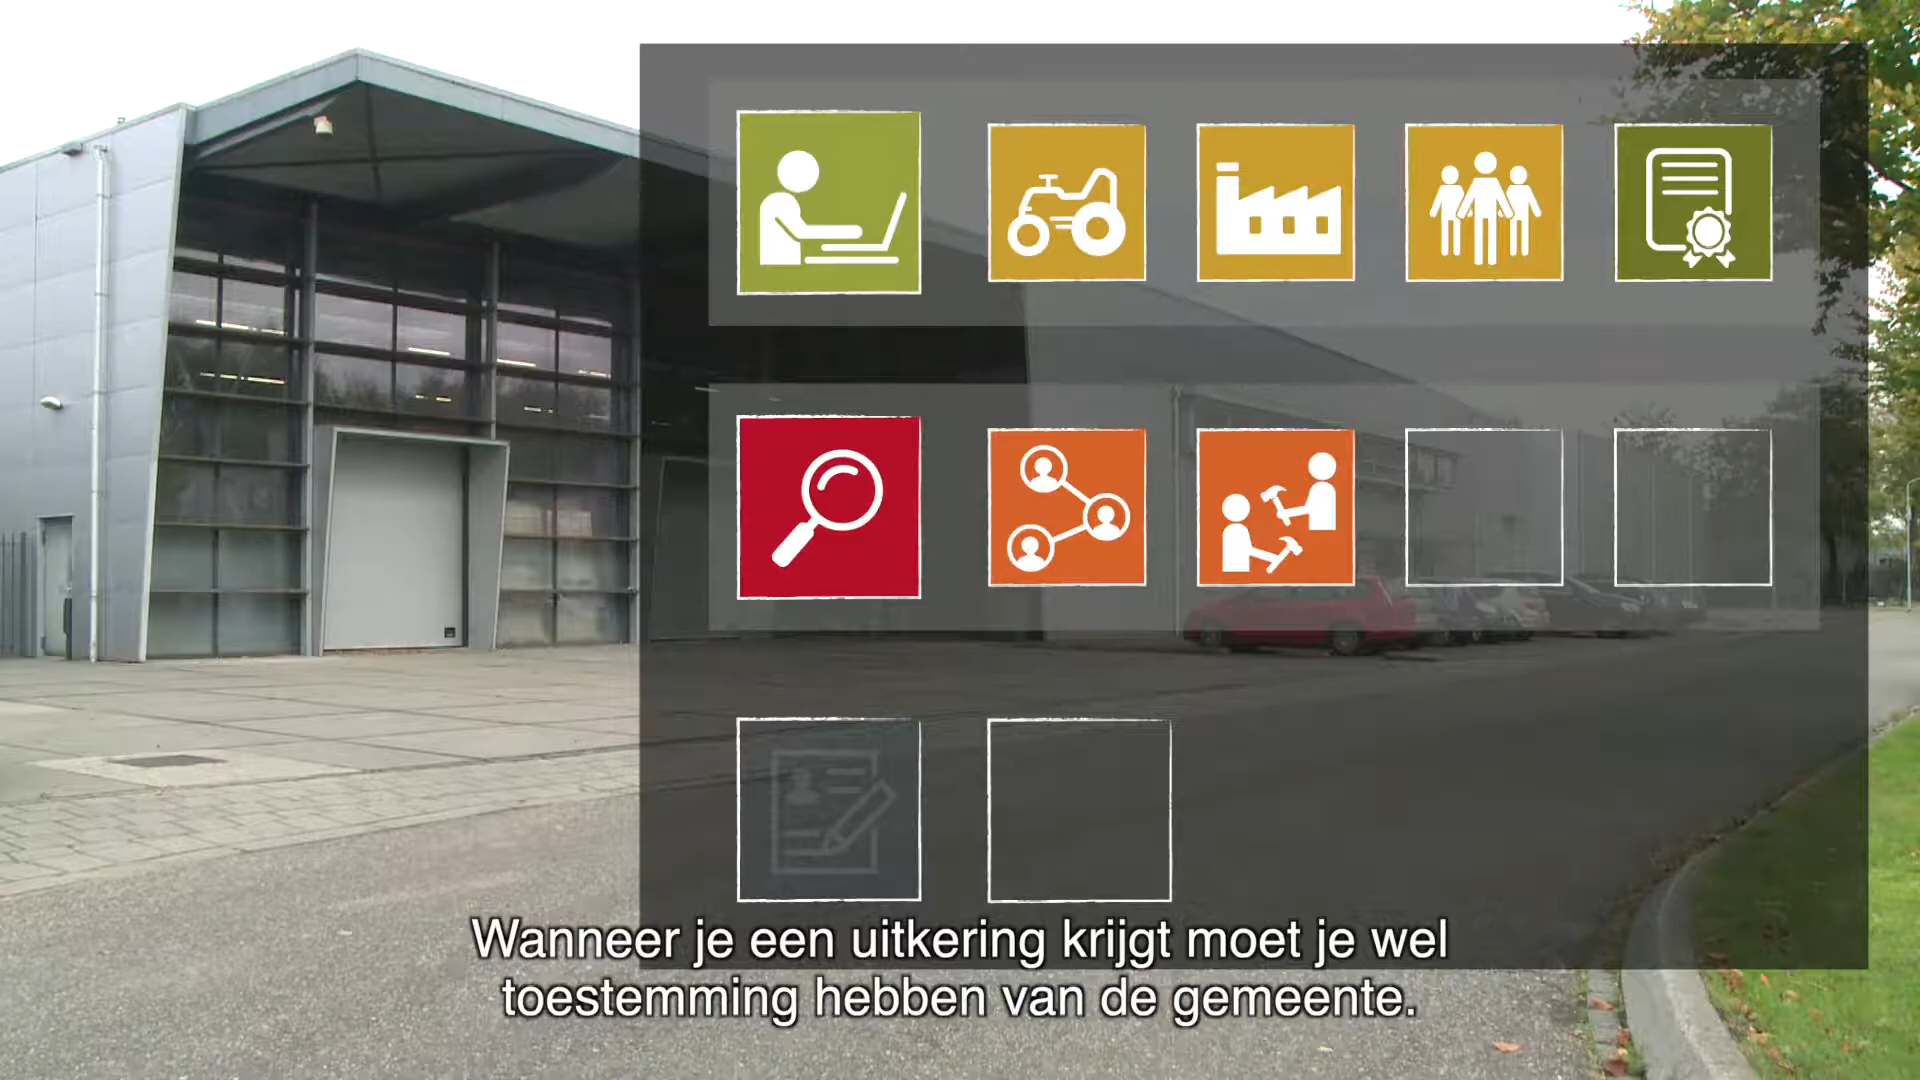 Wanneer je een uitkering krijgt moet je wel
toestemming hebben van de gemeente.